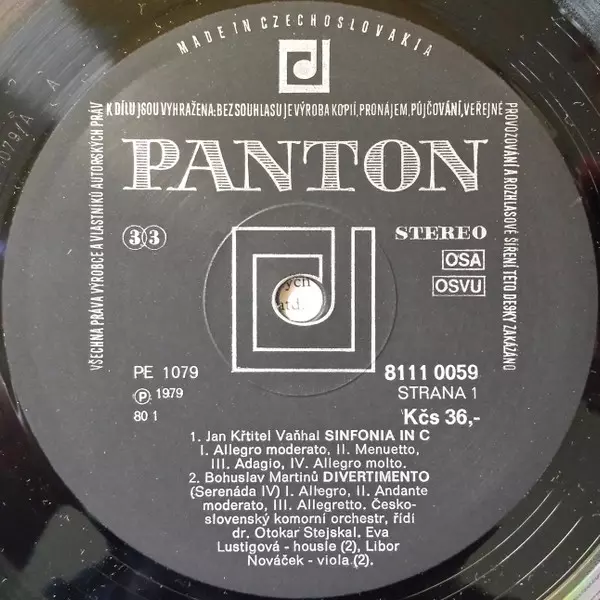 MADE IN CZECHOSLOVAKIA
VŠECHNA PRÁVA VÝROBCE A VLASTNÍKŮ AUTORSKÝCH PRÁV
K DÍLU JSOU VYHRAŽENA: BEZ SOUHLASU JE VÝROBA KOPIÍ, PRONÁJEM, PŮJČOVÁNÍ, VEŘEJNÉ
PROVOZOVÁNÍ A ROZHLASOVÉ ŠÍŘENÍ TÉTO DESKY ZAKÁZÁNO
PANTON
33
STEREO
OSA
OSVU
ých
atd.
PE 1079
8111 0059
Ⓟ 1979
STRANA 1
80 1
Kčs 36,-
1. Jan Křtitel Vaňhal SINFONIA IN C
I. Allegro moderato, II. Menuetto,
III. Adagio, IV. Allegro molto.
2. Bohuslav Martinů DIVERTIMENTO
(Serenáda IV) I. Allegro, II. Andante
moderato, III. Allegretto. Česko-
slovenský komorní orchestr, řídí
dr. Otokar Stejskal. Eva
Lustigová - housle (2), Libor
Nováček - viola (2).